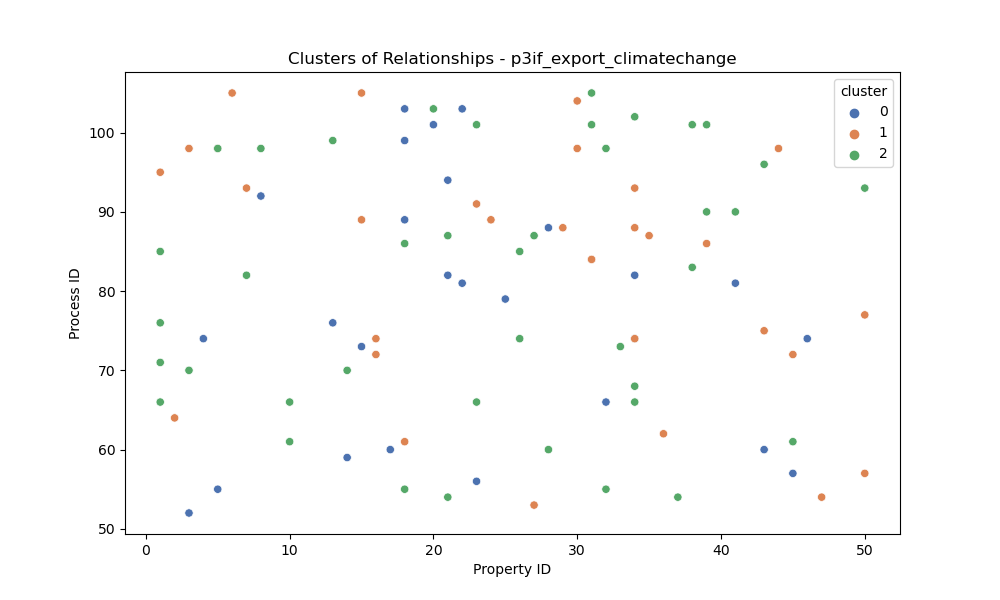 Clusters of Relationships - p3if_export_climatechange
cluster
0
1
2
100
90
80
70
60
50
Process ID
0 10 20 30 40 50
Property ID